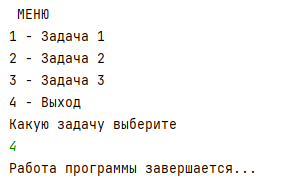 МЕНЮ
1 - Задача 1
2 - Задача 2
3 - Задача 3
4 - Выход
Какую задачу выберите
4
Работа программы завершается...